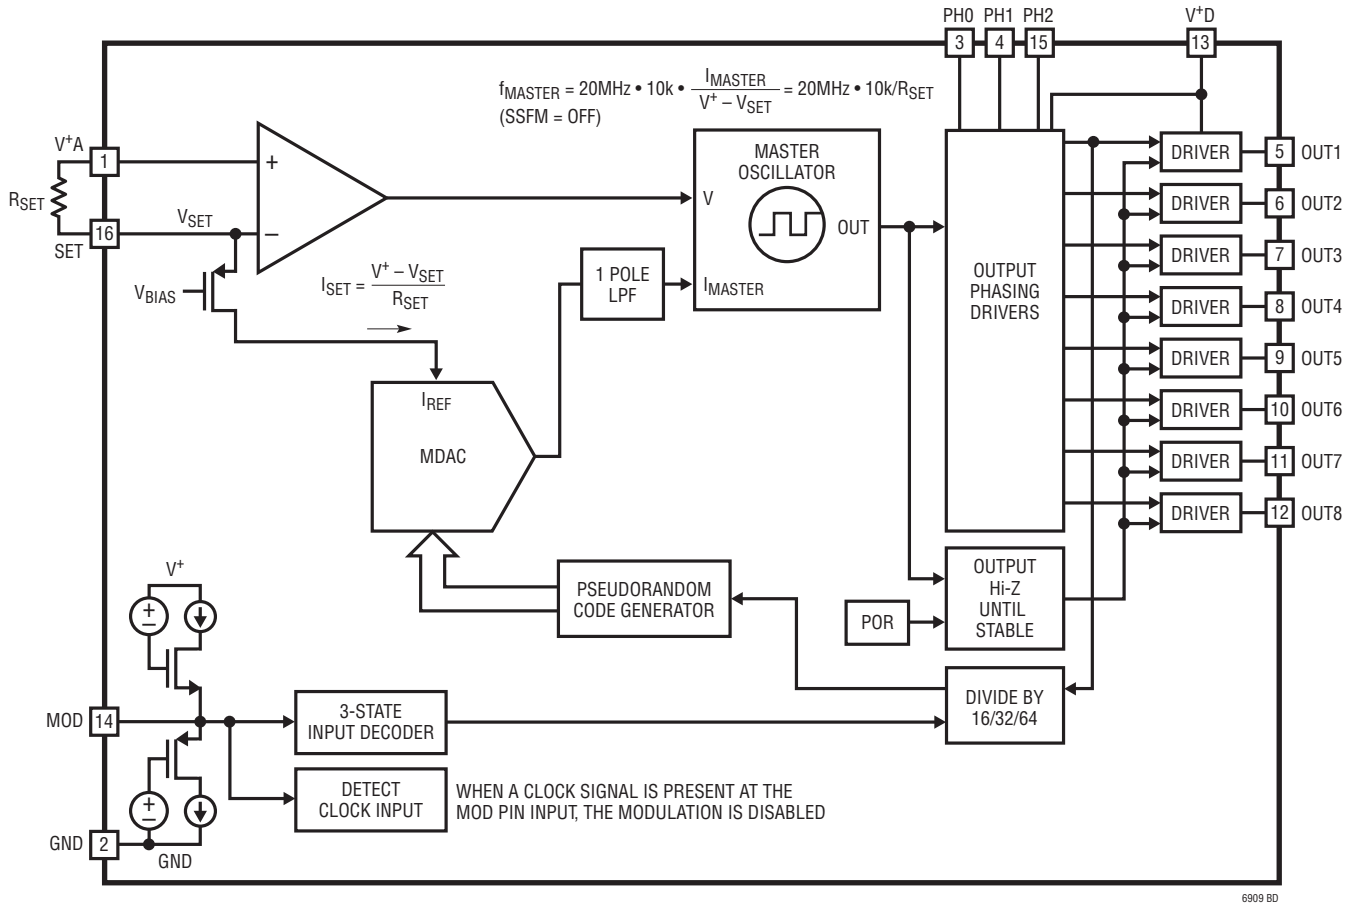 PH0 PH1 PH2 V⁺D
3 4 15 13
f_MASTER = 20MHz • 10k • I_MASTER / V⁺ – V_SET = 20MHz • 10k/R_SET
(SSFM = OFF)
V⁺A
1
R_SET
16
SET
V_SET
+
–
V_BIAS
I_SET = V⁺ – V_SET / R_SET
1 POLE
LPF
MASTER
OSCILLATOR
V
OUT
I_MASTER
OUTPUT
PHASING
DRIVERS
DRIVER 5 OUT1
DRIVER 6 OUT2
DRIVER 7 OUT3
DRIVER 8 OUT4
DRIVER 9 OUT5
DRIVER 10 OUT6
DRIVER 11 OUT7
DRIVER 12 OUT8
I_REF
MDAC
PSEUDORANDOM
CODE GENERATOR
POR
OUTPUT
Hi-Z
UNTIL
STABLE
DIVIDE BY
16/32/64
V⁺
+
–
MOD 14
3-STATE
INPUT DECODER
DETECT
CLOCK INPUT
WHEN A CLOCK SIGNAL IS PRESENT AT THE
MOD PIN INPUT, THE MODULATION IS DISABLED
+
–
GND 2
GND
6909 BD